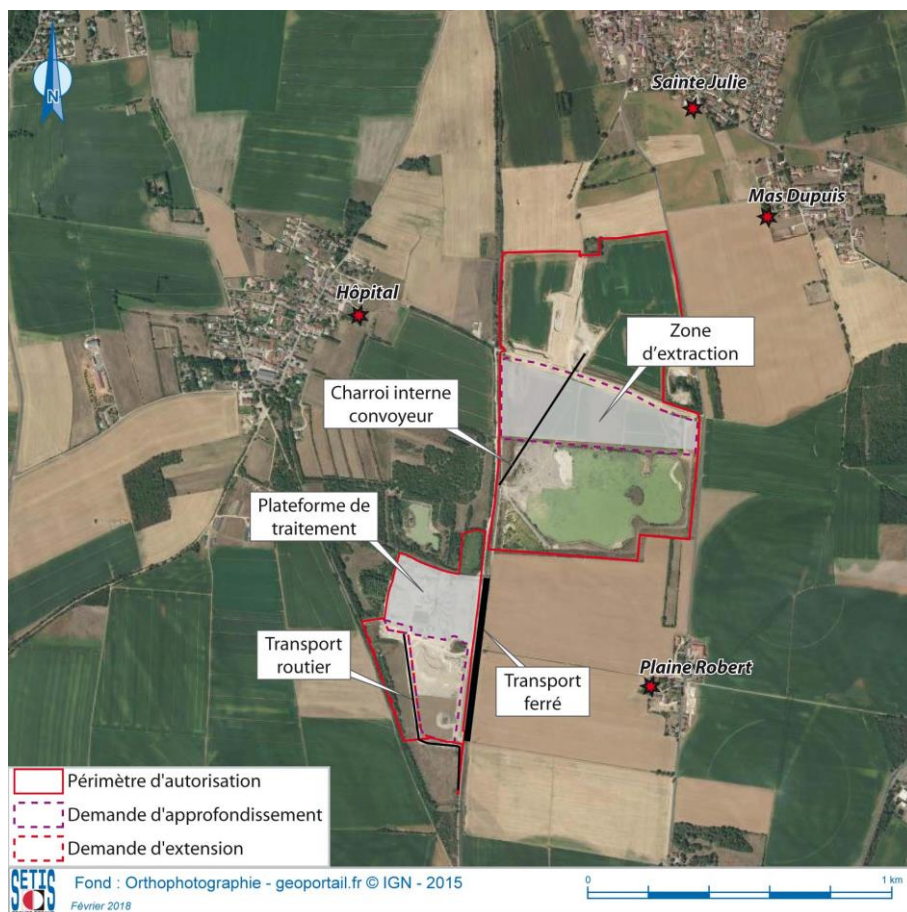 N
Sainte Julie
Mas Dupuis
Hôpital
Zone
d'extraction
Charroi interne
convoyeur
Plateforme de
traitement
Transport
routier
Transport
ferré
Plaine Robert
Périmètre d'autorisation
Demande d'approfondissement
Demande d'extension
SETIS
Fond : Orthophotographie - geoportail.fr © IGN - 2015
Février 2018
0
1 km